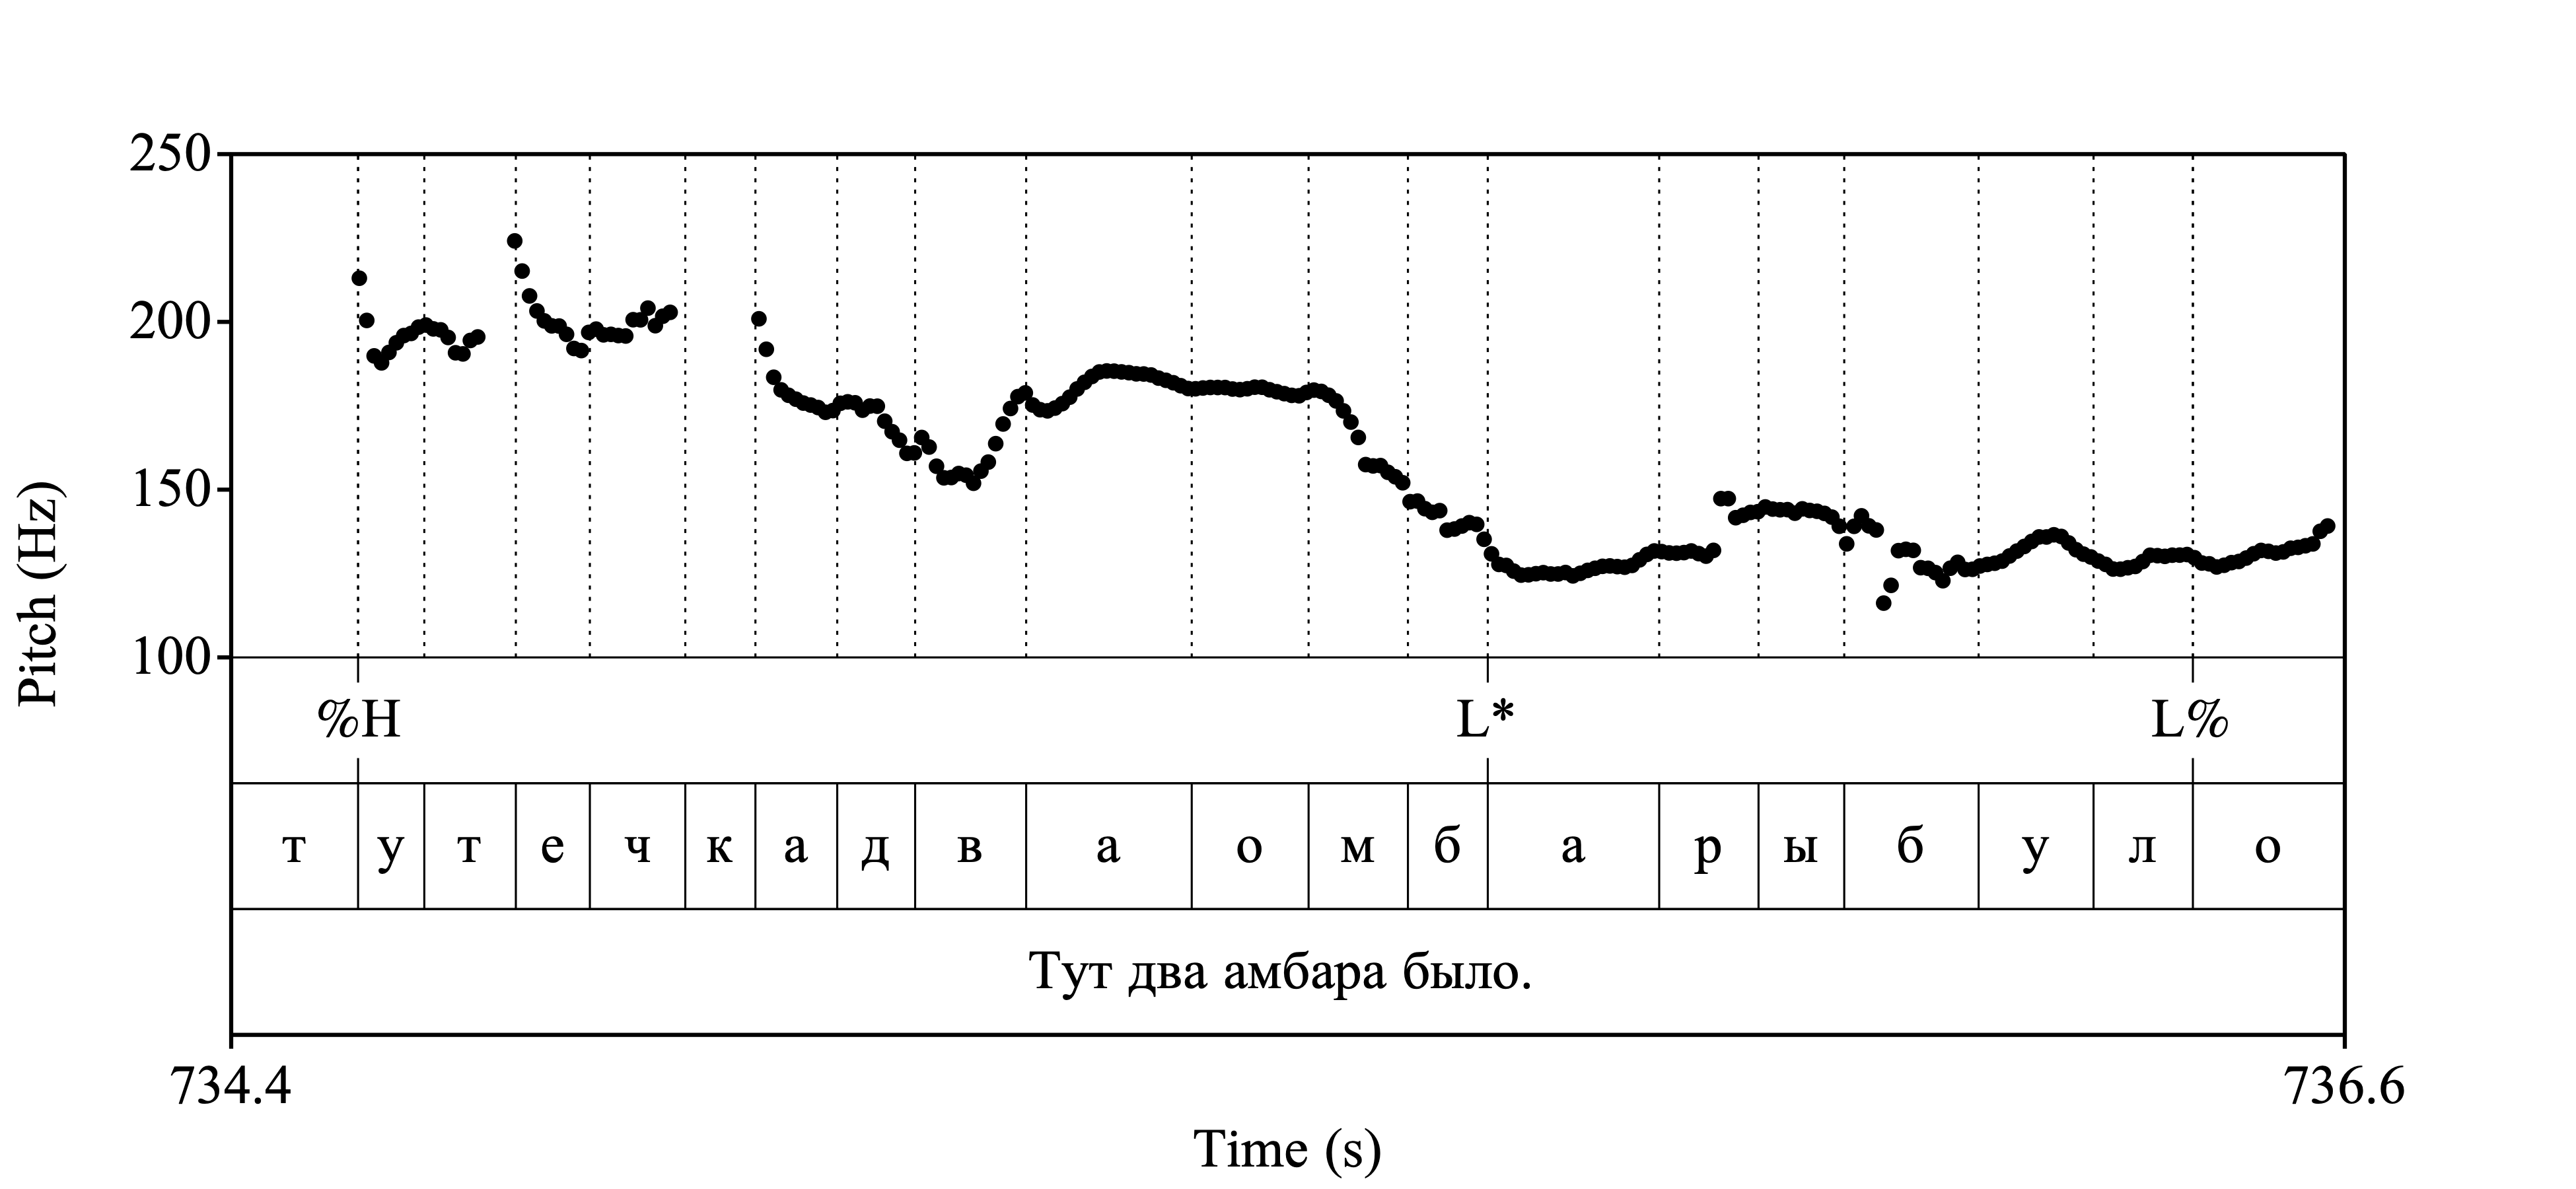 250
200
150
100
Pitch (Hz)
%H L* L%
т у т е ч к а д в а о м б а р ы б у л о
Тут два амбара было.
734.4 736.6
Time (s)